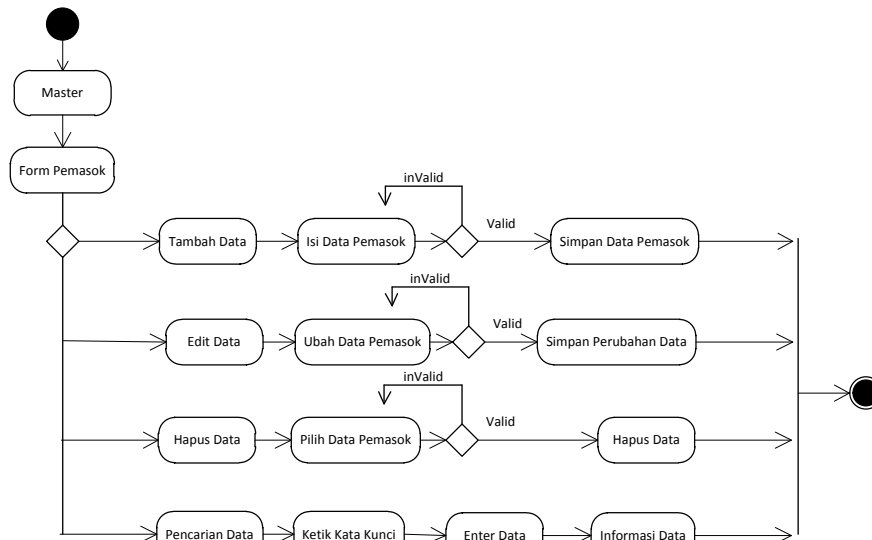 Master
Form Pemasok
inValid
Valid
Tambah Data
Isi Data Pemasok
Simpan Data Pemasok
inValid
Valid
Edit Data
Ubah Data Pemasok
Simpan Perubahan Data
inValid
Valid
Hapus Data
Pilih Data Pemasok
Hapus Data
Pencarian Data
Ketik Kata Kunci
Enter Data
Informasi Data